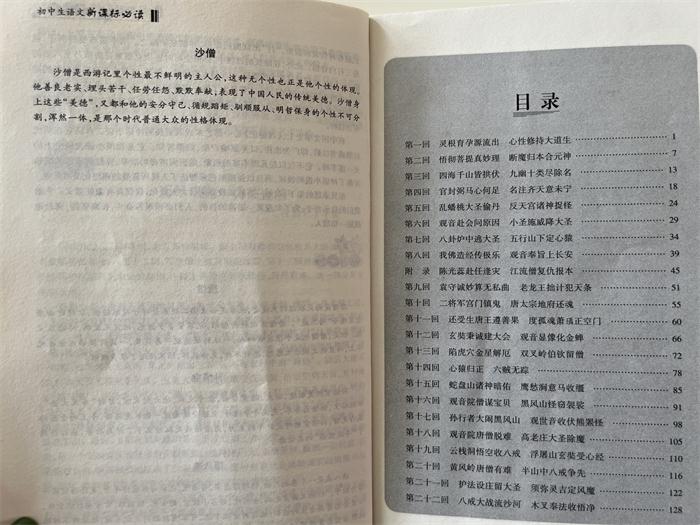 初中生语文新课标必读
沙僧
沙僧是西游记里个性最不鲜明的主人公,这种无个性也正是他个性的体现。
他善良老实、埋头苦干、任劳任怨、默默奉献,表现了中国人民的传统美德。沙僧身
上这些“美德”,又都和他的安分守己、循规蹈矩、驯顺服从、明哲保身的个性不可分
割,浑然一体,是那个时代普通大众的性格体现。
目录
第一回 灵根育孕源流出 心性修持大道生 1
第二回 悟彻菩提真妙理 断魔归本合元神 7
第三回 四海千山皆拱伏 九幽十类尽除名 13
第四回 官封弼马心何足 名注齐天意未宁 18
第五回 乱蟠桃大圣偷丹 反天宫诸神捉怪 24
第六回 观音赴会问原因 小圣施威降大圣 29
第七回 八卦炉中逃大圣 五行山下定心猿 34
第八回 我佛造经传极乐 观音奉旨上长安 39
附录 陈光蕊赴任逢灾 江流僧复仇报本 45
第九回 袁守诚妙算无私曲 老龙王拙计犯天条 51
第十回 二将军宫门镇鬼 唐太宗地府还魂 55
第十一回 还受生唐王遵善果 度孤魂萧瑀正空门 60
第十二回 玄奘秉诚建大会 观音显像化金蝉 66
第十三回 陷虎穴金星解厄 双叉岭伯钦留僧 72
第十四回 心猿归正 六贼无踪 78
第十五回 蛇盘山诸神暗佑 鹰愁涧意马收缰 85
第十六回 观音院僧谋宝贝 黑风山怪窃袈裟 91
第十七回 孙行者大闹黑风山 观世音收伏熊罴怪 98
第十八回 观音院唐僧脱难 高老庄大圣除魔 105
第十九回 云栈洞悟空收八戒 浮屠山玄奘受心经 110
第二十回 黄风岭唐僧有难 半山中八戒争先 116
第二十一回 护法设庄留大圣 须弥灵吉定风魔 122
第二十二回 八戒大战流沙河 木叉奉法收悟净 128